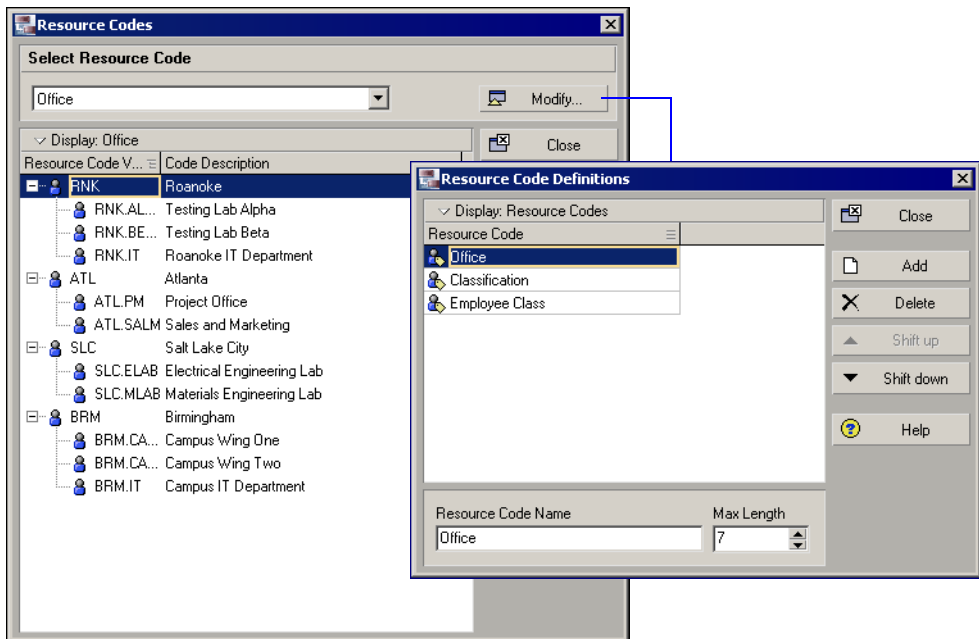 Resource Codes
Select Resource Code
Office
Modify...
Display: Office
Close
Resource Code V... Code Description
RNK Roanoke
RNK.AL... Testing Lab Alpha
RNK.BE... Testing Lab Beta
RNK.IT Roanoke IT Department
ATL Atlanta
ATL.PM Project Office
ATL.SALM Sales and Marketing
SLC Salt Lake City
SLC.ELAB Electrical Engineering Lab
SLC.MLAB Materials Engineering Lab
BRM Birmingham
BRM.CA... Campus Wing One
BRM.CA... Campus Wing Two
BRM.IT Campus IT Department
Resource Code Definitions
Display: Resource Codes
Resource Code
Office
Classification
Employee Class
Close
Add
Delete
Shift up
Shift down
Help
Resource Code Name Max Length
Office 7